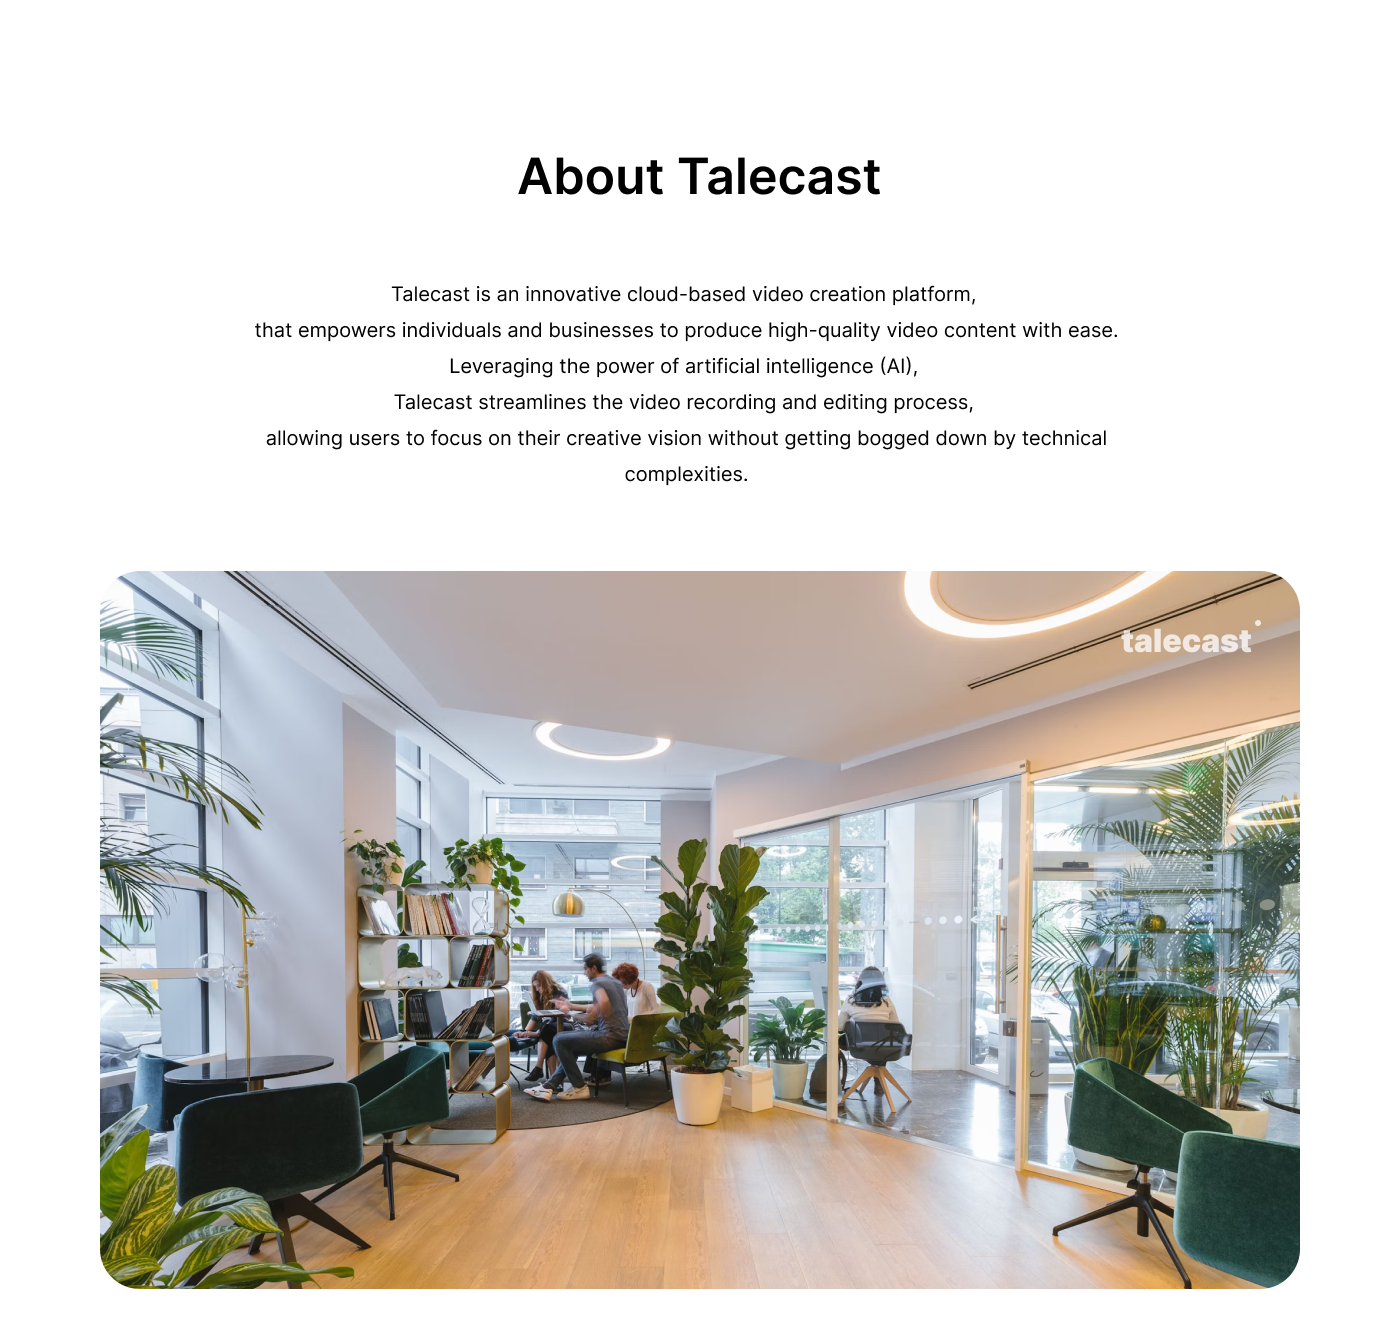 About Talecast
Talecast is an innovative cloud-based video creation platform,
that empowers individuals and businesses to produce high-quality video content with ease.
Leveraging the power of artificial intelligence (AI),
Talecast streamlines the video recording and editing process,
allowing users to focus on their creative vision without getting bogged down by technical
complexities.
talecast